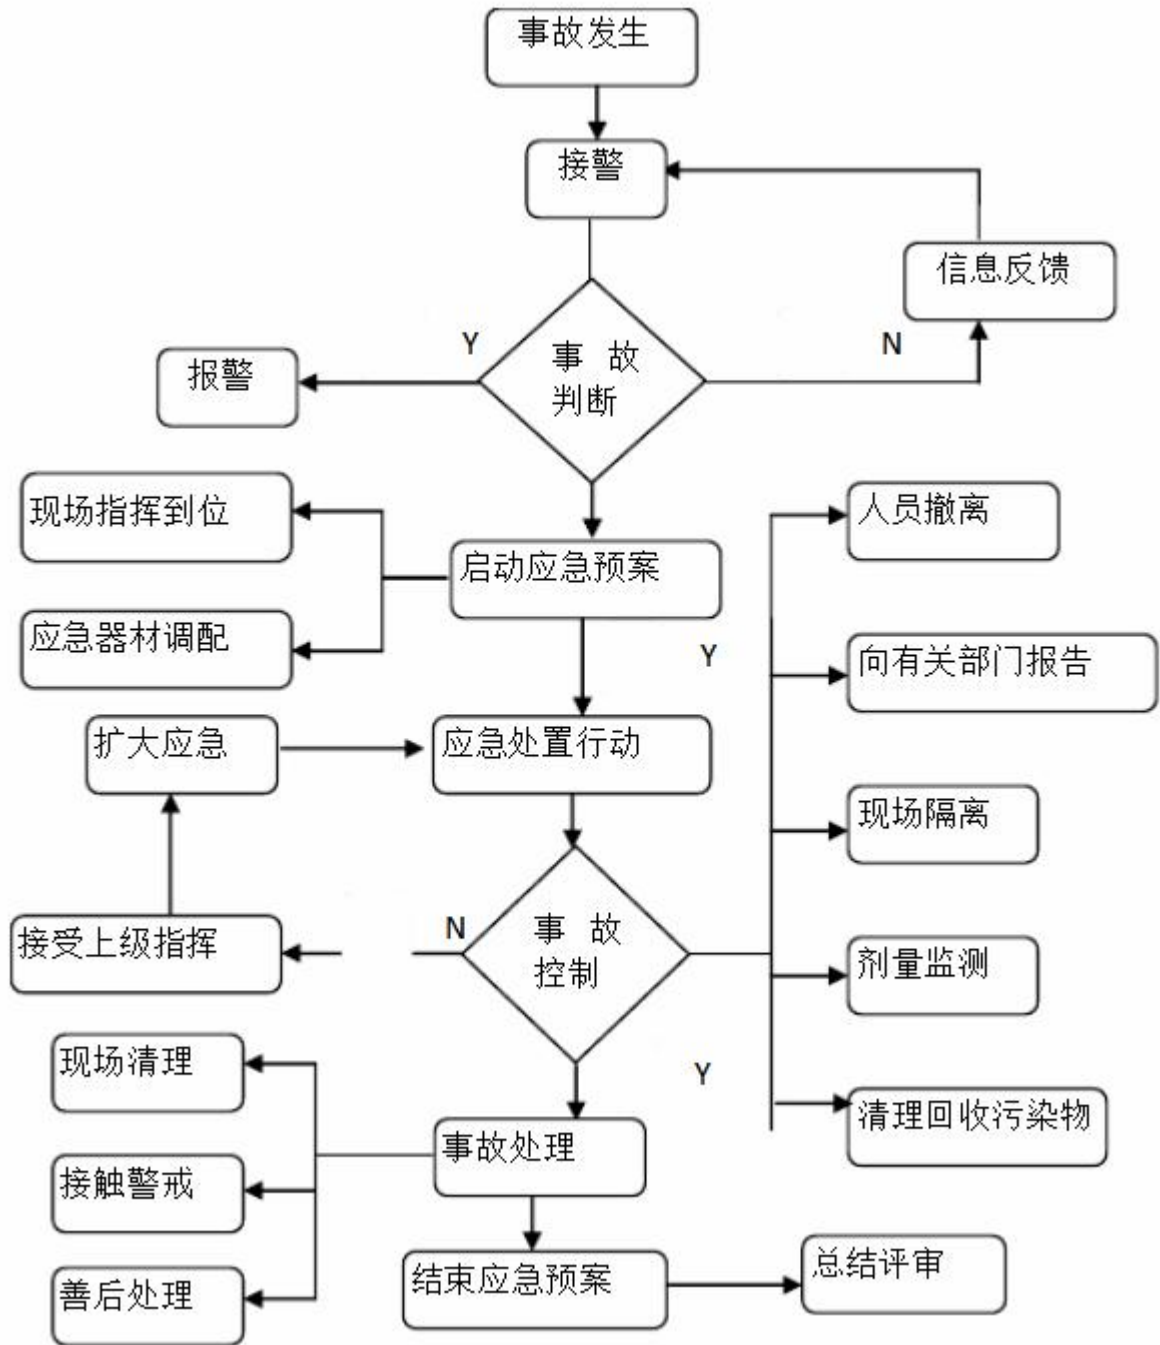 事故发生
接警
信息反馈
Y
N
事 故
判断
报警
现场指挥到位
人员撤离
启动应急预案
应急器材调配
Y
向有关部门报告
扩大应急
应急处置行动
现场隔离
N
事 故
控制
接受上级指挥
剂量监测
现场清理
Y
清理回收污染物
事故处理
接触警戒
总结评审
结束应急预案
善后处理